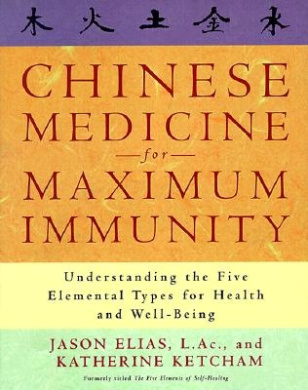 木火土金水
CHINESE
MEDICINE
for
MAXIMUM
IMMUNITY
Understanding the Five
Elemental Types for Health
and Well-Being
JASON ELIAS, L.Ac., and
KATHERINE KETCHAM
Formerly titled The Five Elements of Self-Healing